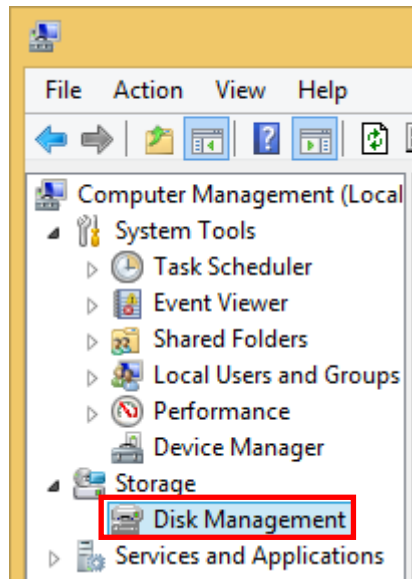 File Action View Help
Computer Management (Local
System Tools
Task Scheduler
Event Viewer
Shared Folders
Local Users and Groups
Performance
Device Manager
Storage
Disk Management
Services and Applications